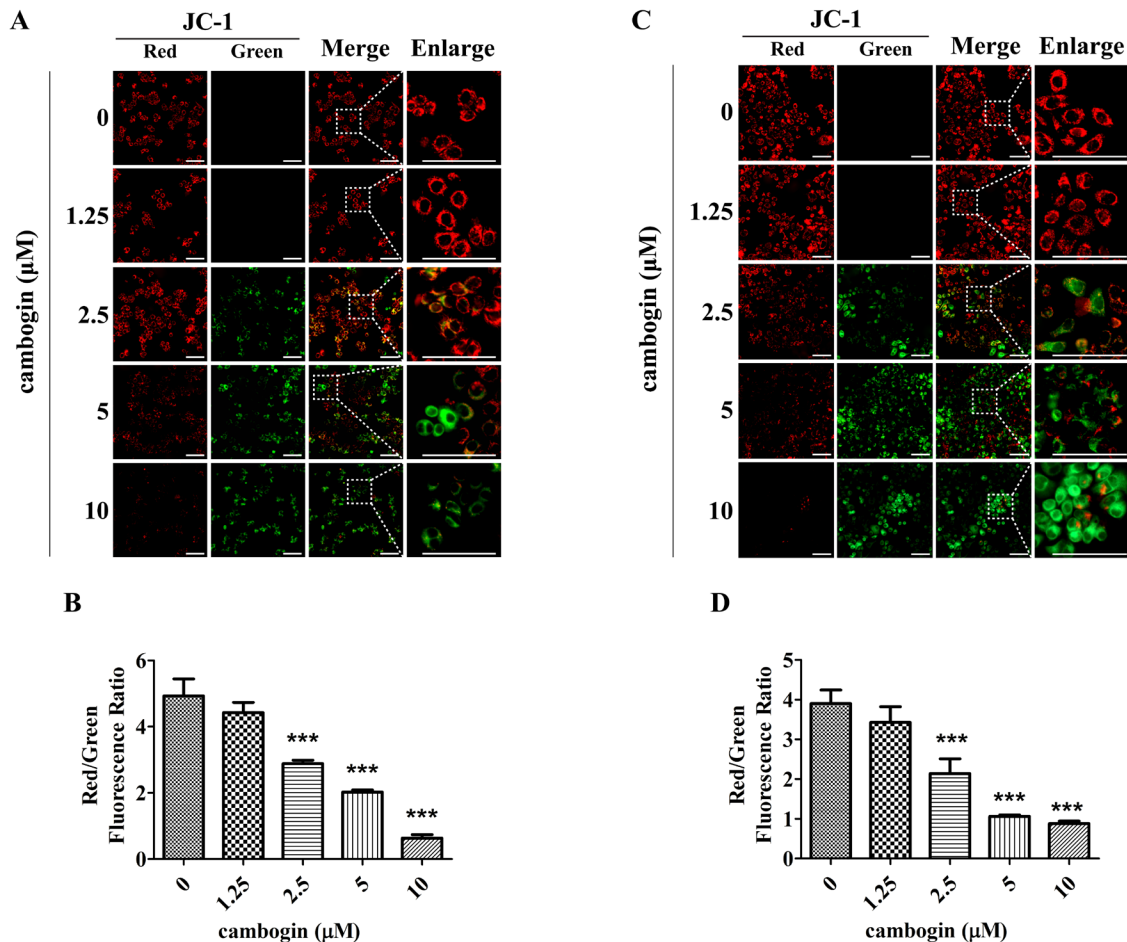 A
JC-1
Red Green Merge Enlarge
cambogin (μM)
0
1.25
2.5
5
10
C
JC-1
Red Green Merge Enlarge
cambogin (μM)
0
1.25
2.5
5
10
B
Red/Green
Fluorescence Ratio
6
4
2
0
***
***
***
0 1.25 2.5 5 10
cambogin (μM)
D
Red/Green
Fluorescence Ratio
5
4
3
2
1
0
***
***
***
0 1.25 2.5 5 10
cambogin (μM)